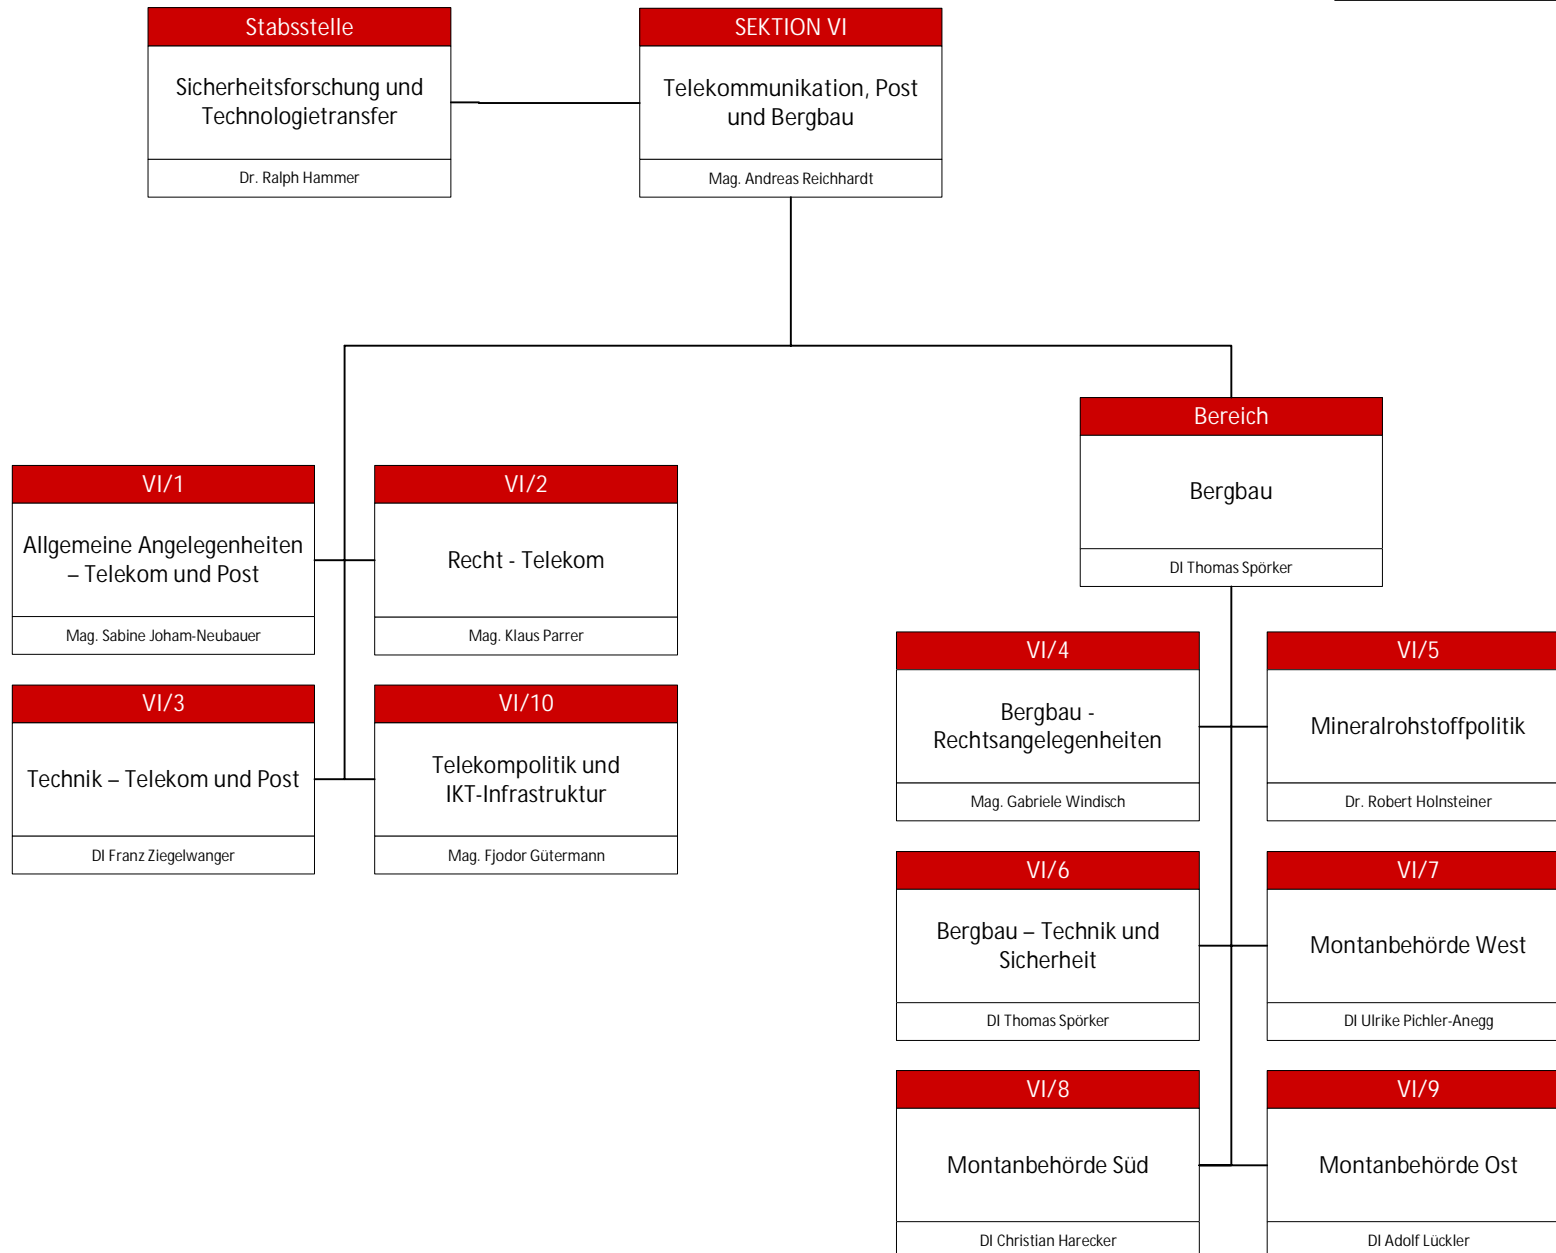 Stabsstelle
Sicherheitsforschung und
Technologietransfer
Dr. Ralph Hammer
SEKTION VI
Telekommunikation, Post
und Bergbau
Mag. Andreas Reichhardt
Bereich
Bergbau
DI Thomas Spörker
VI/1
Allgemeine Angelegenheiten
– Telekom und Post
Mag. Sabine Joham-Neubauer
VI/2
Recht - Telekom
Mag. Klaus Parrer
VI/3
Technik – Telekom und Post
DI Franz Ziegelwanger
VI/10
Telekompolitik und
IKT-Infrastruktur
Mag. Fjodor Gütermann
VI/4
Bergbau -
Rechtsangelegenheiten
Mag. Gabriele Windisch
VI/5
Mineralrohstoffpolitik
Dr. Robert Holnsteiner
VI/6
Bergbau – Technik und
Sicherheit
DI Thomas Spörker
VI/7
Montanbehörde West
DI Ulrike Pichler-Anegg
VI/8
Montanbehörde Süd
DI Christian Harecker
VI/9
Montanbehörde Ost
DI Adolf Lückler